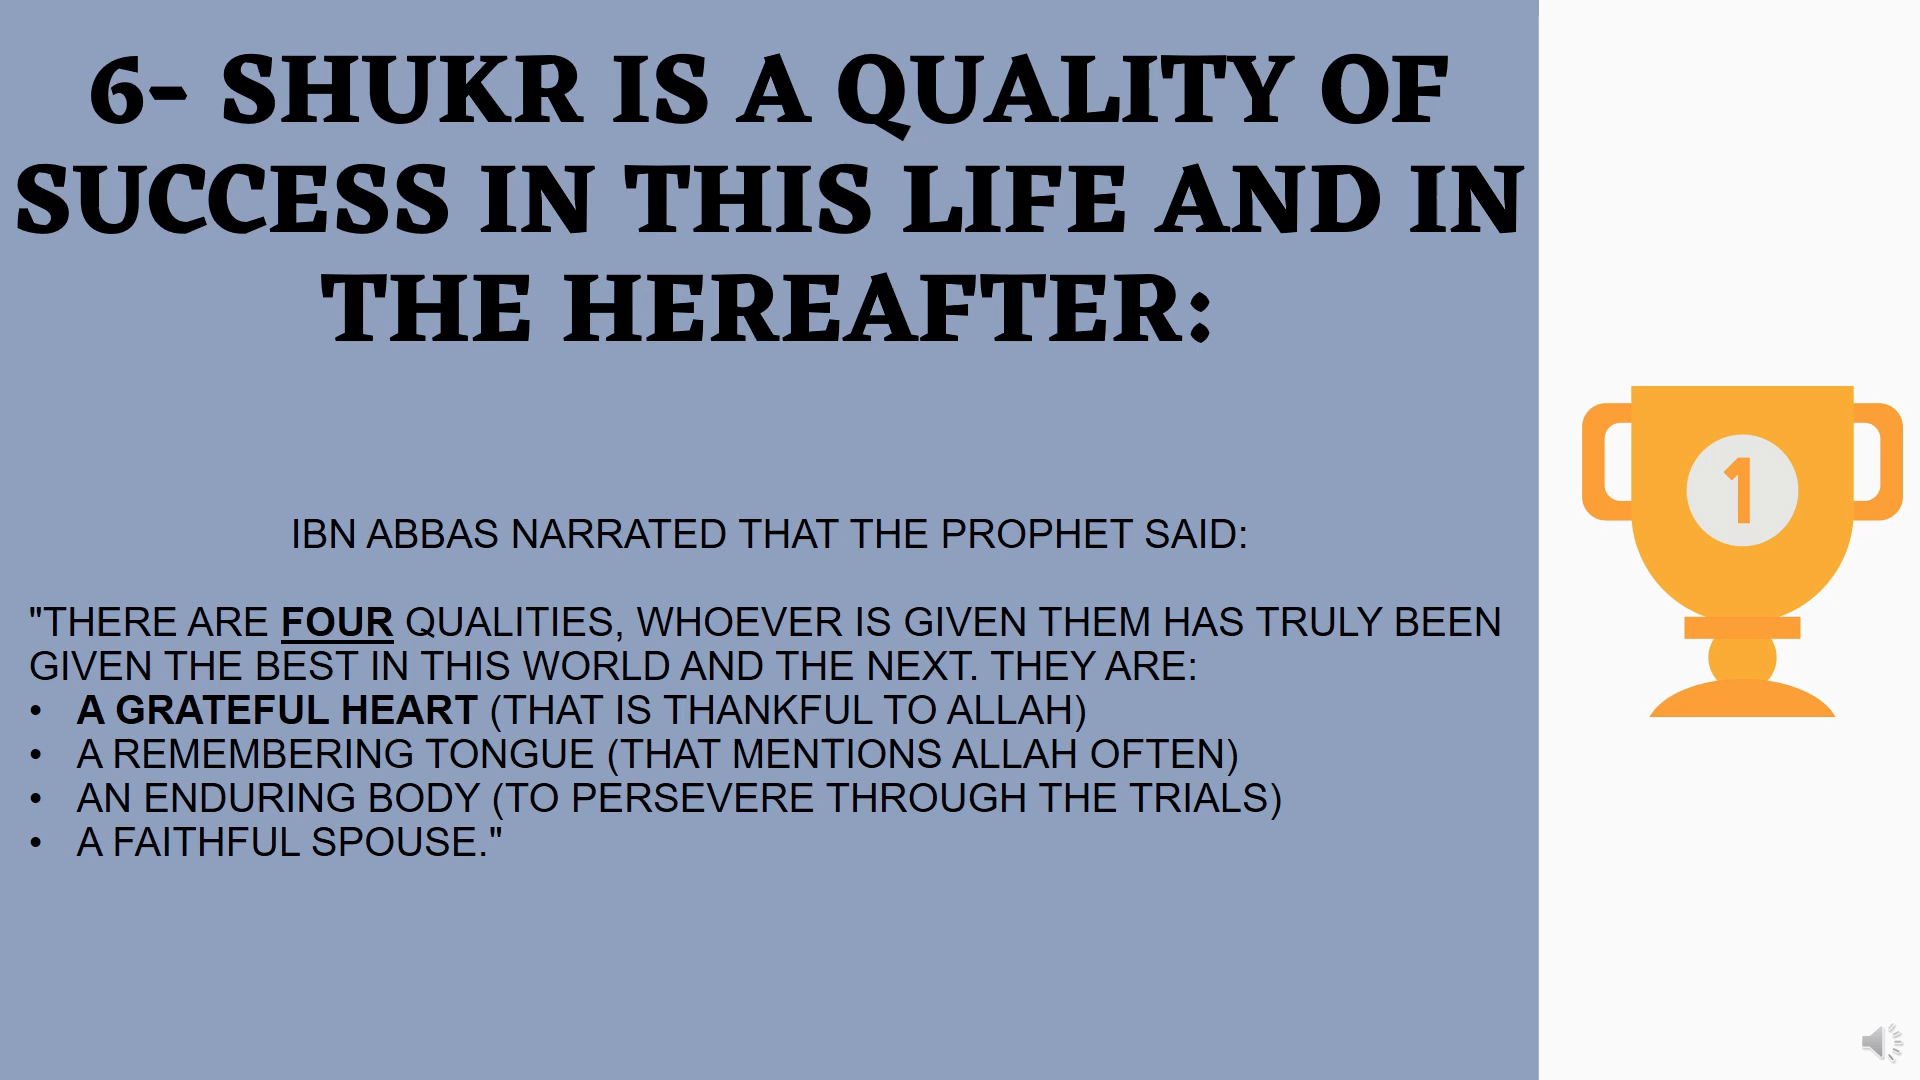 6- SHUKR IS A QUALITY OF
SUCCESS IN THIS LIFE AND IN
THE HEREAFTER:
IBN ABBAS NARRATED THAT THE PROPHET SAID:
"THERE ARE FOUR QUALITIES, WHOEVER IS GIVEN THEM HAS TRULY BEEN
GIVEN THE BEST IN THIS WORLD AND THE NEXT. THEY ARE:
• A GRATEFUL HEART (THAT IS THANKFUL TO ALLAH)
• A REMEMBERING TONGUE (THAT MENTIONS ALLAH OFTEN)
• AN ENDURING BODY (TO PERSEVERE THROUGH THE TRIALS)
• A FAITHFUL SPOUSE."
1